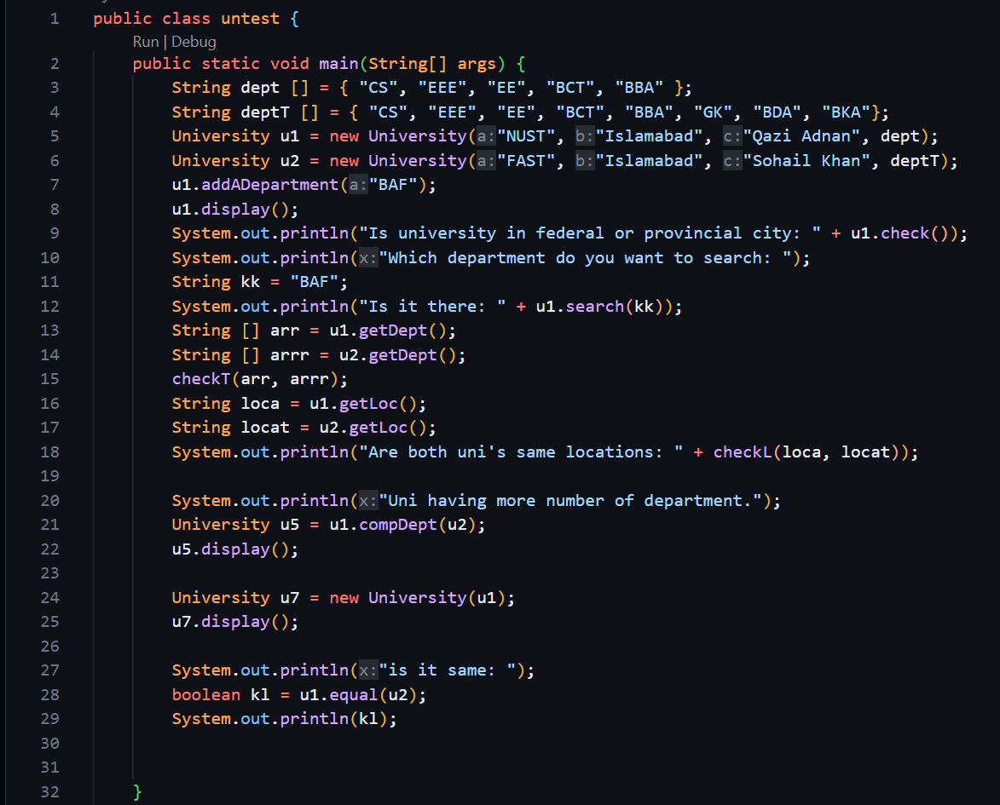 1 public class untest {
Run | Debug
2 public static void main(String[] args) {
3 String dept [] = { "CS", "EEE", "EE", "BCT", "BBA" };
4 String deptT [] = { "CS", "EEE", "EE", "BCT", "BBA", "GK", "BDA", "BKA"};
5 University u1 = new University(a:"NUST", b:"Islamabad", c:"Qazi Adnan", dept);
6 University u2 = new University(a:"FAST", b:"Islamabad", c:"Sohail Khan", deptT);
7 u1.addADepartment(a:"BAF");
8 u1.display();
9 System.out.println("Is university in federal or provincial city: " + u1.check());
10 System.out.println(x:"Which department do you want to search: ");
11 String kk = "BAF";
12 System.out.println("Is it there: " + u1.search(kk));
13 String [] arr = u1.getDept();
14 String [] arrr = u2.getDept();
15 checkT(arr, arrr);
16 String loca = u1.getLoc();
17 String locat = u2.getLoc();
18 System.out.println("Are both uni's same locations: " + checkL(loca, locat));
19
20 System.out.println(x:"Uni having more number of department.");
21 University u5 = u1.compDept(u2);
22 u5.display();
23
24 University u7 = new University(u1);
25 u7.display();
26
27 System.out.println(x:"is it same: ");
28 boolean kl = u1.equal(u2);
29 System.out.println(kl);
30
31
32 }